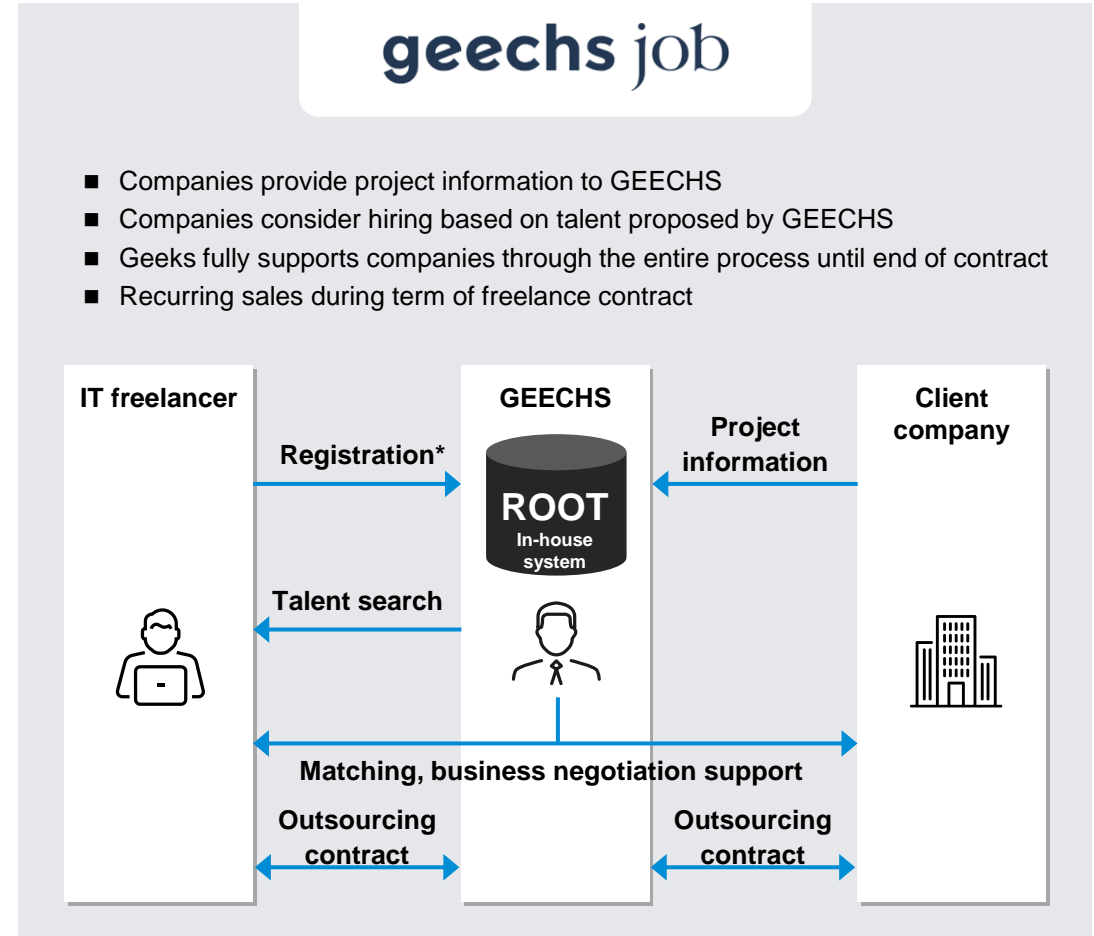 geechs job
■ Companies provide project information to GEECHS
■ Companies consider hiring based on talent proposed by GEECHS
■ Geeks fully supports companies through the entire process until end of contract
■ Recurring sales during term of freelance contract
IT freelancer
GEECHS
Client
company
Registration*
Project
information
ROOT
In-house
system
Talent search
Matching, business negotiation support
Outsourcing
contract
Outsourcing
contract